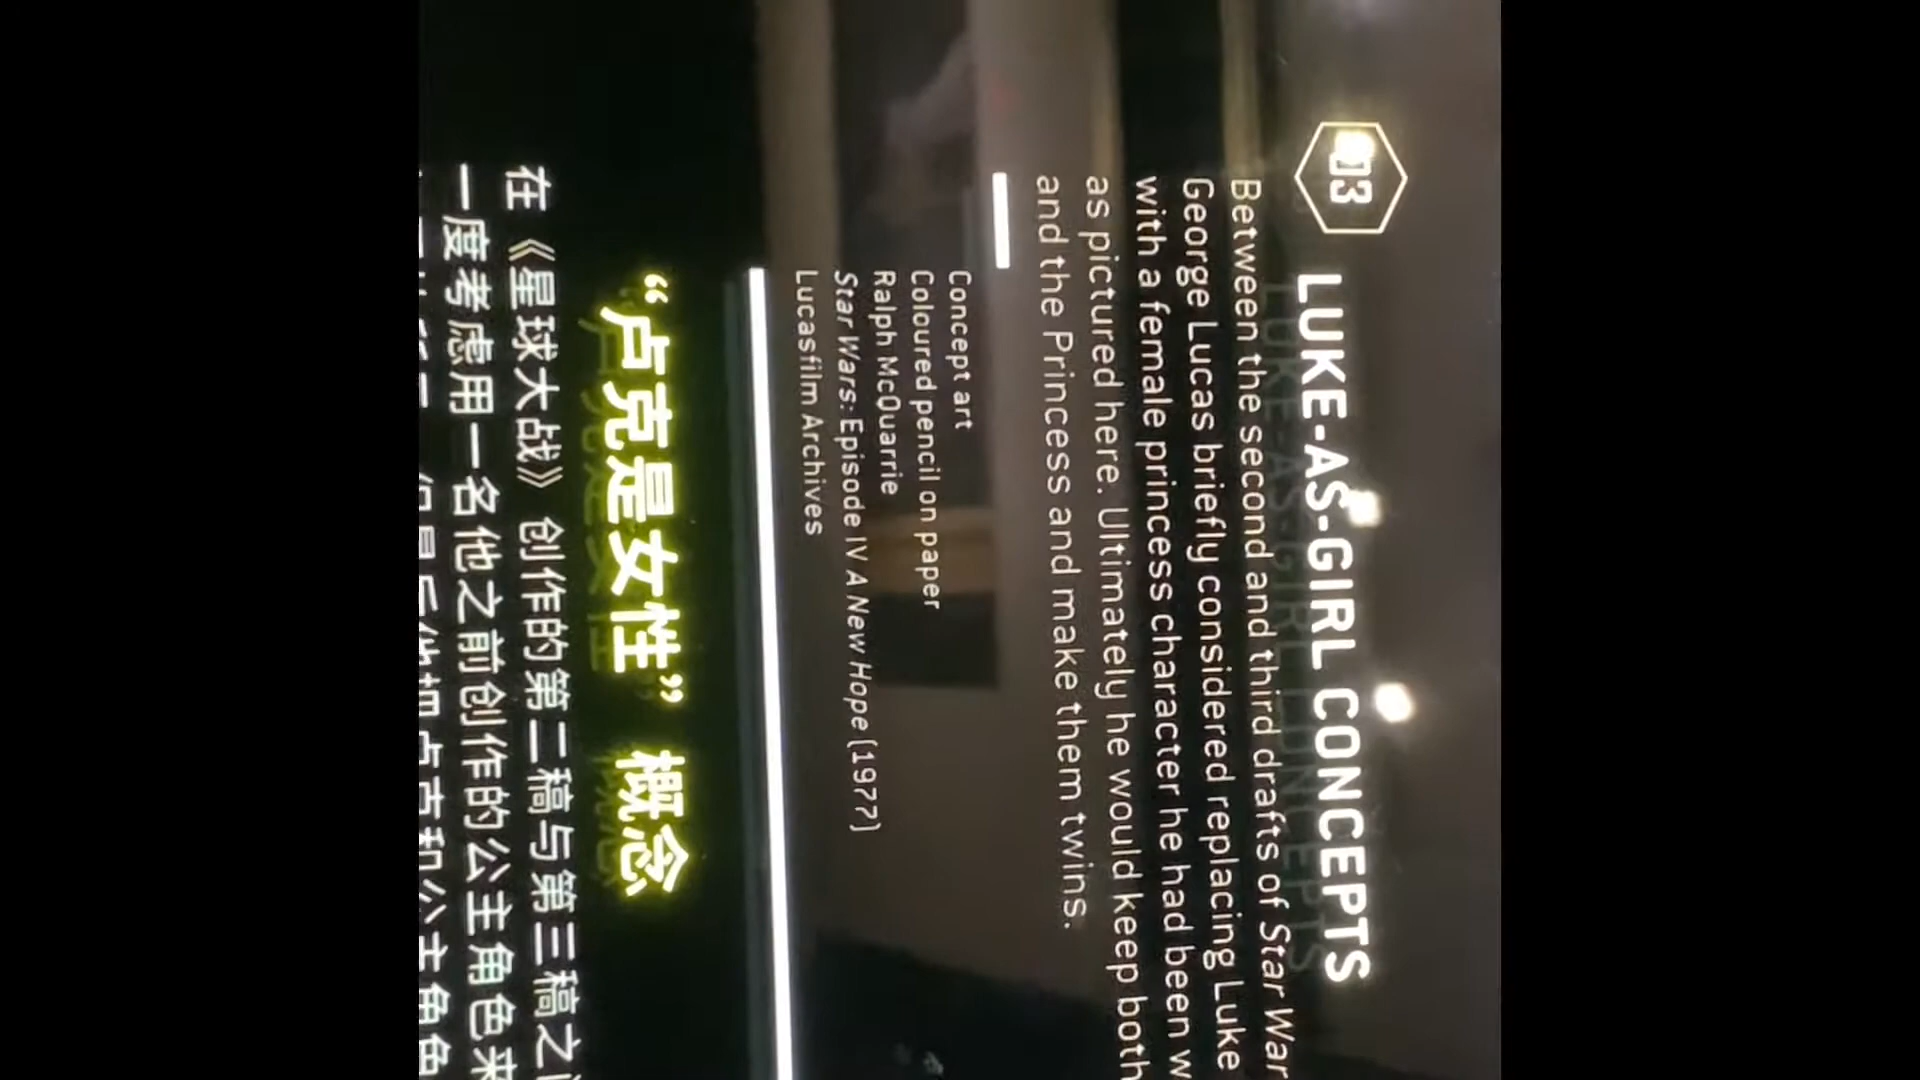 03
LUKE-AS-GIRL CONCEPTS
Between the second and third drafts of Star War
George Lucas briefly considered replacing Luke
with a female princess character he had been w
as pictured here. Ultimately he would keep both
and the Princess and make them twins.
Concept art
Coloured pencil on paper
Ralph McQuarrie
Star Wars: Episode IV A New Hope (1977)
Lucasfilm Archives
“卢克是女性” 概念
在《星球大战》创作的第二稿与第三稿之
一度考虑用一名他之前创作的公主角色来